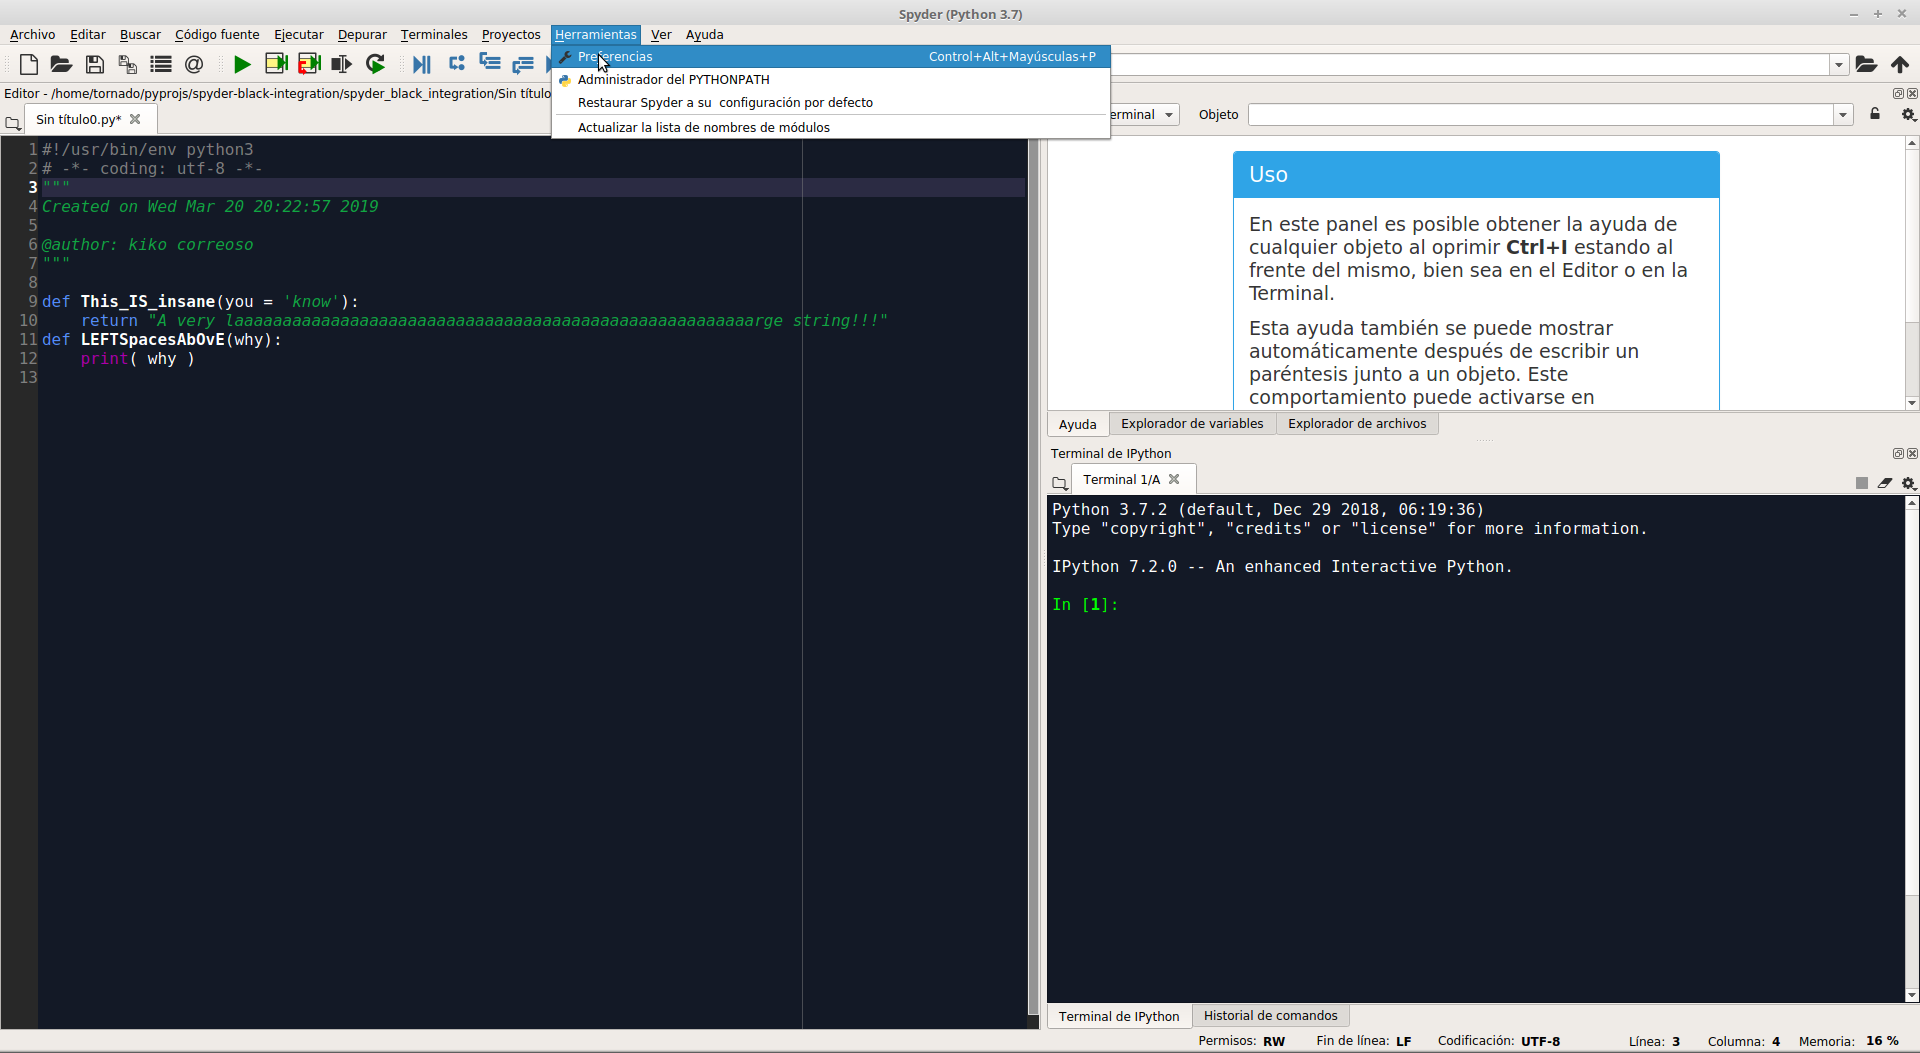 Spyder (Python 3.7)
Archivo Editar Buscar Código fuente Ejecutar Depurar Terminales Proyectos Herramientas Ver Ayuda
Preferencias Control+Alt+Mayúsculas+P
Administrador del PYTHONPATH
Restaurar Spyder a su configuración por defecto
Actualizar la lista de nombres de módulos
Editor - /home/tornado/pyprojs/spyder-black-integration/spyder_black_integration/Sin título
Sin título0.py*
1 #!/usr/bin/env python3
2 # -*- coding: utf-8 -*-
3 """
4 Created on Wed Mar 20 20:22:57 2019
5
6 @author: kiko correoso
7 """
8
9 def This_IS_insane(you = 'know'):
10     return "A very laaaaaaaaaaaaaaaaaaaaaaaaaaaaaaaaaaaaaaaaaaaaaaaaaaaaaarge string!!!"
11 def LEFTSpacesAbOvE(why):
12     print( why )
13
erminal Objeto
Uso
En este panel es posible obtener la ayuda de
cualquier objeto al oprimir Ctrl+I estando al
frente del mismo, bien sea en el Editor o en la
Terminal.
Esta ayuda también se puede mostrar
automáticamente después de escribir un
paréntesis junto a un objeto. Este
comportamiento puede activarse en
Ayuda Explorador de variables Explorador de archivos
Terminal de IPython
Terminal 1/A
Python 3.7.2 (default, Dec 29 2018, 06:19:36)
Type "copyright", "credits" or "license" for more information.
IPython 7.2.0 -- An enhanced Interactive Python.
In [1]:
Terminal de IPython Historial de comandos
Permisos: RW Fin de línea: LF Codificación: UTF-8 Línea: 3 Columna: 4 Memoria: 16 %